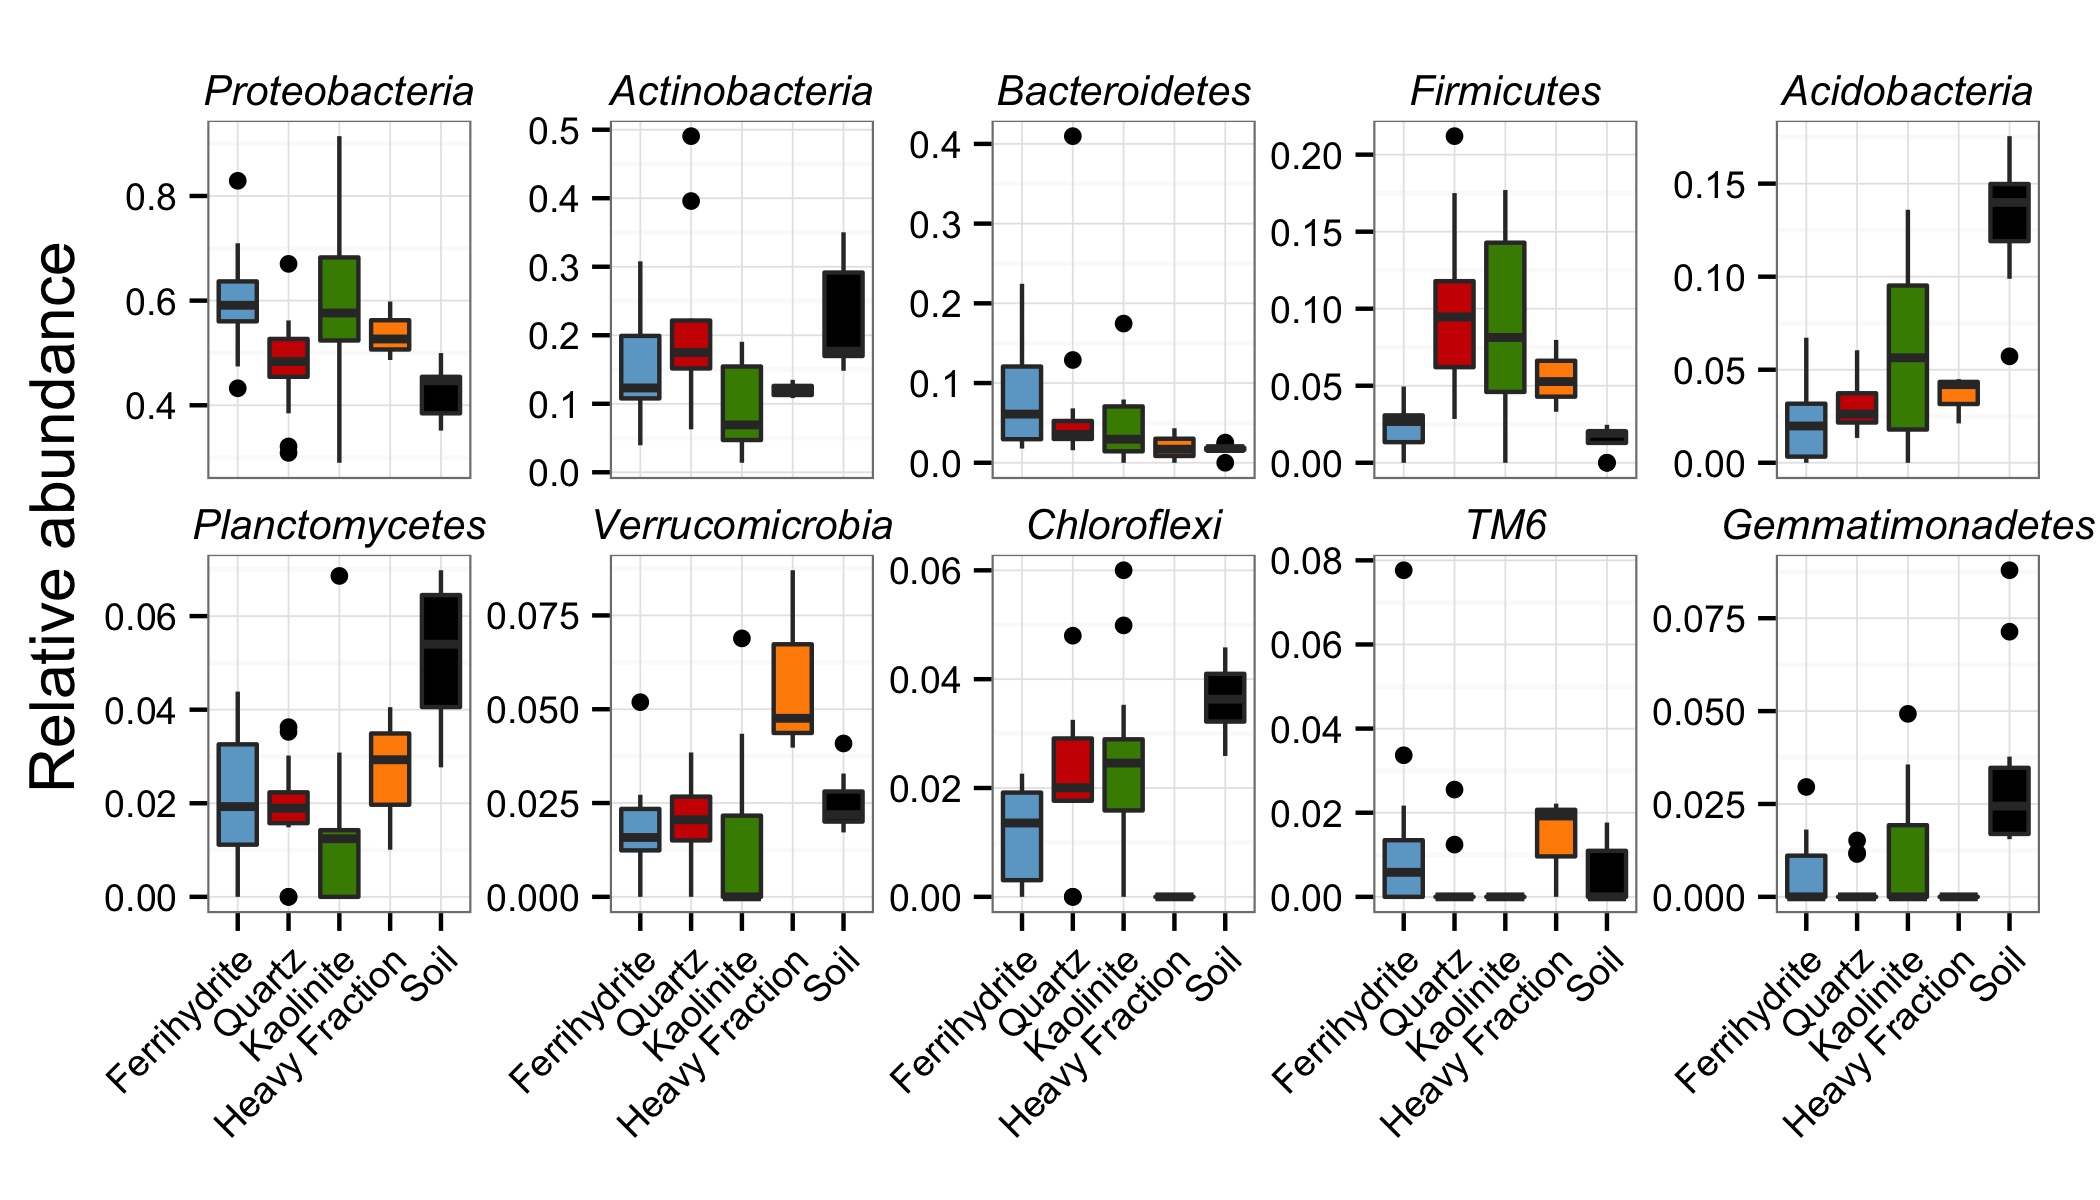 Proteobacteria Actinobacteria Bacteroidetes Firmicutes Acidobacteria
0.8
0.6
0.4
0.5
0.4
0.3
0.2
0.1
0.0
0.4
0.3
0.2
0.1
0.0
0.20
0.15
0.10
0.05
0.00
0.15
0.10
0.05
0.00
Relative abundance
Planctomycetes Verrucomicrobia Chloroflexi TM6 Gemmatimonadetes
0.06
0.04
0.02
0.00
0.075
0.050
0.025
0.000
0.06
0.04
0.02
0.00
0.08
0.06
0.04
0.02
0.00
0.075
0.050
0.025
0.000
Ferrihydrite
Quartz
Kaolinite
Heavy Fraction
Soil
Ferrihydrite
Quartz
Kaolinite
Heavy Fraction
Soil
Ferrihydrite
Quartz
Kaolinite
Heavy Fraction
Soil
Ferrihydrite
Quartz
Kaolinite
Heavy Fraction
Soil
Ferrihydrite
Quartz
Kaolinite
Heavy Fraction
Soil